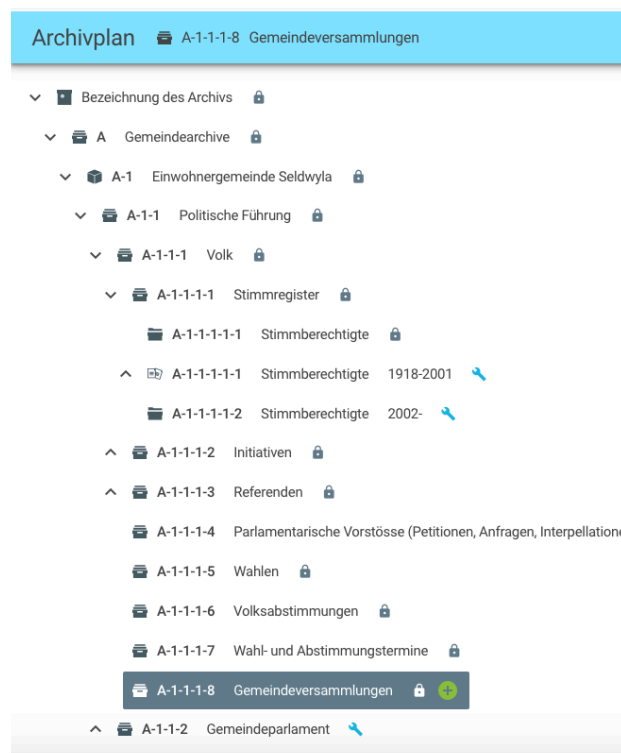 Archivplan A-1-1-1-8 Gemeindeversammlungen
Bezeichnung des Archivs
A Gemeindearchive
A-1 Einwohnergemeinde Seldwyla
A-1-1 Politische Führung
A-1-1-1 Volk
A-1-1-1-1 Stimmregister
A-1-1-1-1-1 Stimmberechtigte
A-1-1-1-1-1 Stimmberechtigte 1918-2001
A-1-1-1-1-2 Stimmberechtigte 2002-
A-1-1-1-2 Initiativen
A-1-1-1-3 Referenden
A-1-1-1-4 Parlamentarische Vorstösse (Petitionen, Anfragen, Interpellatione
A-1-1-1-5 Wahlen
A-1-1-1-6 Volksabstimmungen
A-1-1-1-7 Wahl- und Abstimmungstermine
A-1-1-1-8 Gemeindeversammlungen
A-1-1-2 Gemeindeparlament